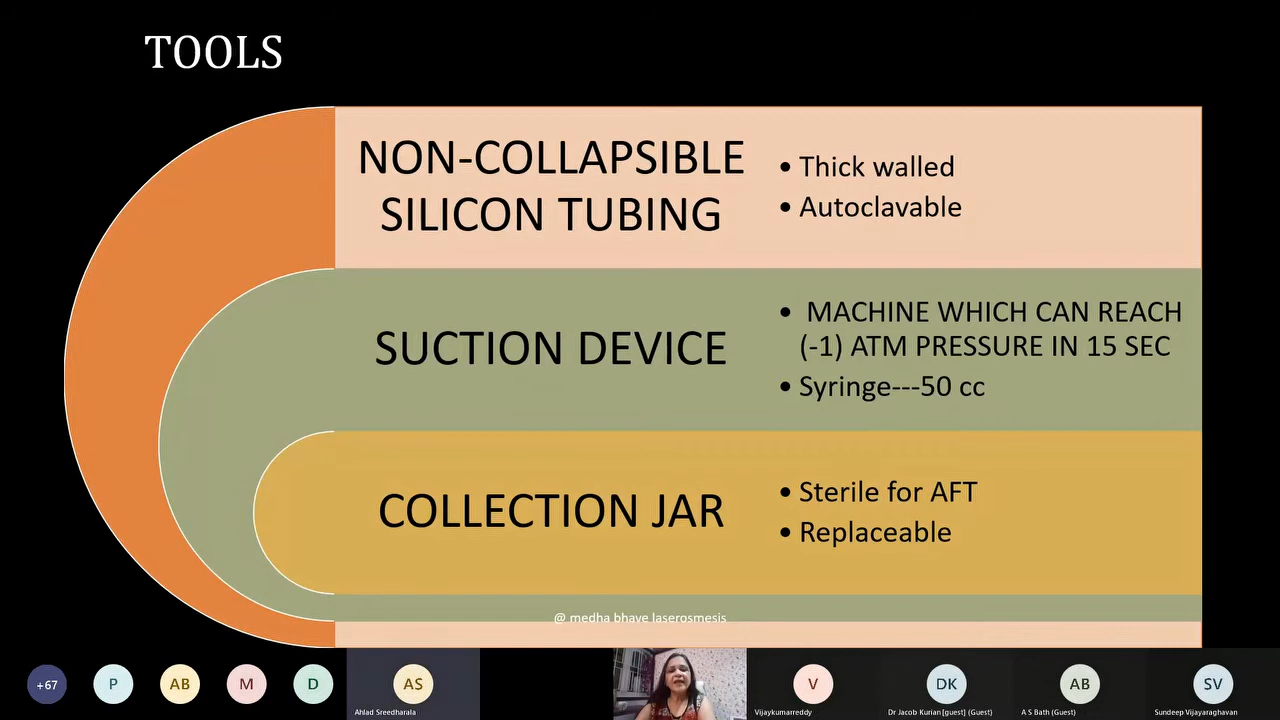 TOOLS
NON-COLLAPSIBLE
SILICON TUBING
• Thick walled
• Autoclavable
SUCTION DEVICE
• MACHINE WHICH CAN REACH
(-1) ATM PRESSURE IN 15 SEC
• Syringe---50 cc
COLLECTION JAR
• Sterile for AFT
• Replaceable
@ medha bhave laserosmesis
+67
P
AB
M
D
AS
Ahlad Sreedharala
V
Vijaykumarreddy
DK
Dr Jacob Kurian[guest] (Guest)
AB
A S Bath (Guest)
SV
Sundeep Vijayaraghavan